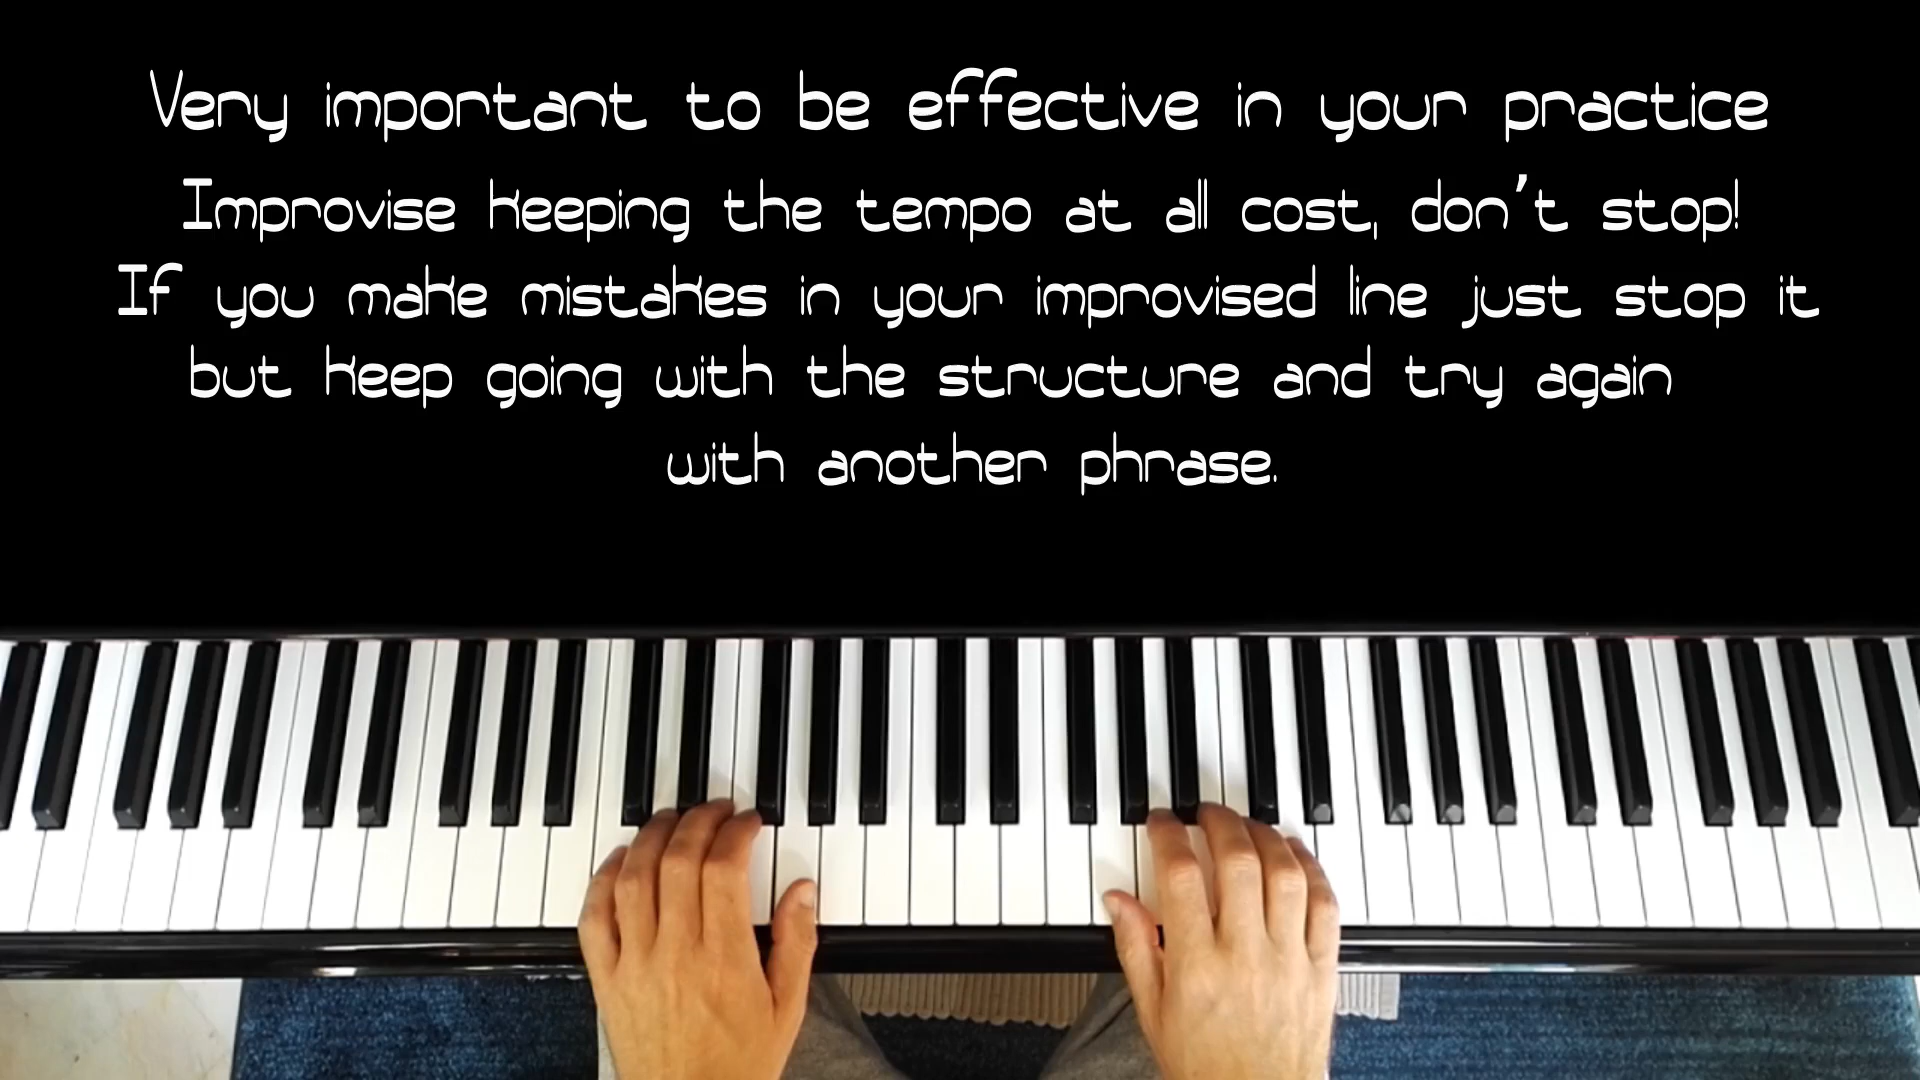 Very important to be effective in your practice
Improvise keeping the tempo at all cost, don't stop!
If you make mistakes in your improvised line just stop it
but keep going with the structure and try again
with another phrase.